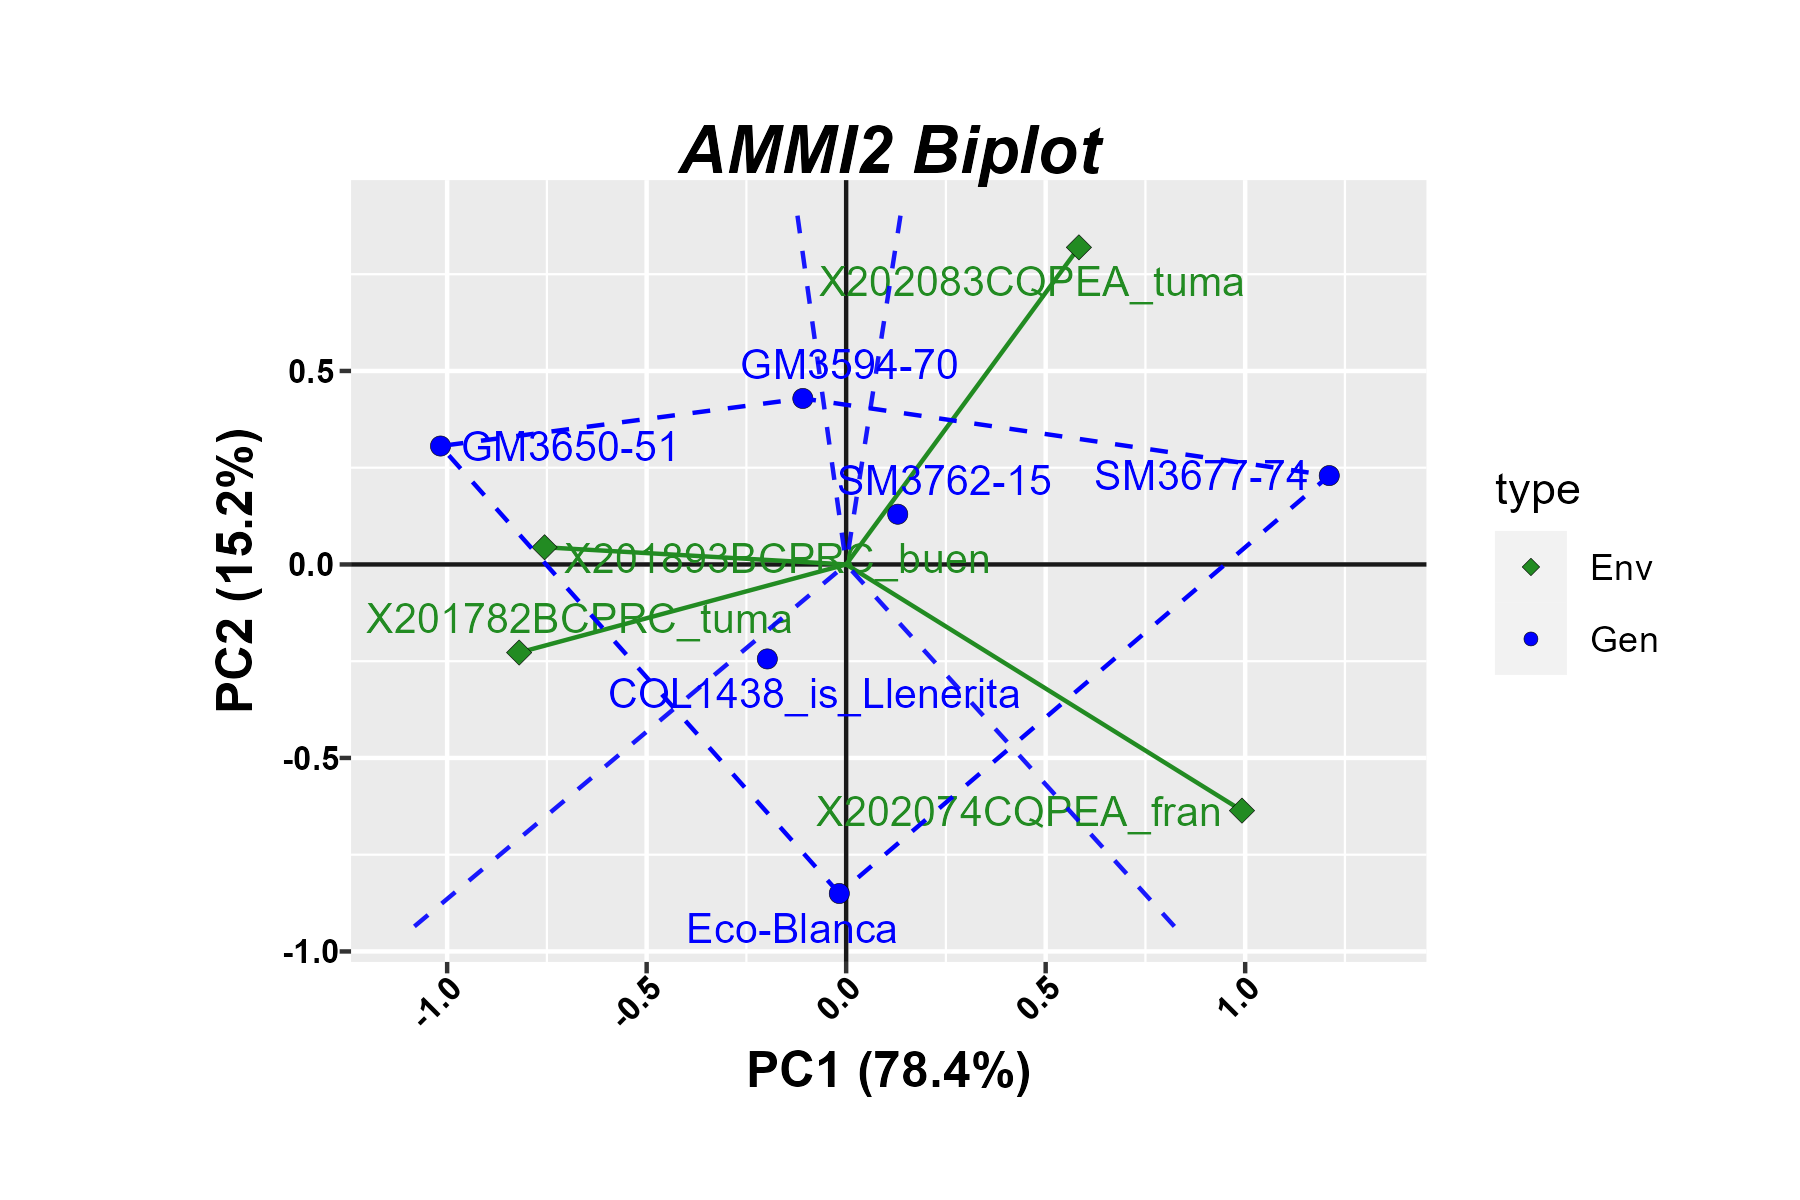 AMMI2 Biplot
X202083CQPEA_tuma
GM3594-70
GM3650-51
SM3762-15
SM3677-74
X201893BCPRC_buen
X201782BCPRC_tuma
COL1438_is_Llenerita
X202074CQPEA_fran
Eco-Blanca
0.5
0.0
-0.5
-1.0
PC2 (15.2%)
-1.0
-0.5
0.0
0.5
1.0
PC1 (78.4%)
type
Env
Gen